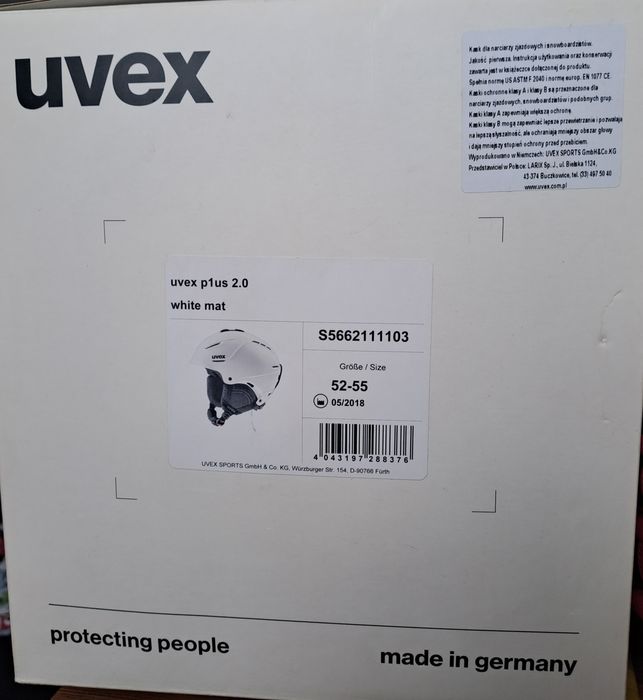 uvex
Kask dla narciarzy zjazdowych i snowboardzistów.
Jakość pierwsza. Instrukcja użytkowania oraz konserwacji
zawarta jest w książeczce dołączonej do produktu.
Spełnia normę US ASTM F 2040 i normę europ. EN 1077 CE.
Kaski ochronne klasy A i klasy B są przeznaczone dla
narciarzy zjazdowych, snowboardzistów i podobnych grup.
Kaski klasy A zapewniają większą ochronę.
Kaski klasy B mogą zapewniać lepsze przewietrzanie i pozwalają
na lepszą słyszalność, ale ochraniają mniejszy obszar głowy
i dają mniejszy stopień ochrony przed przebiciem.
Wyprodukowano w Niemczech: UVEX SPORTS GmbH&Co.KG
Przedstawiciel w Polsce: LARIX Sp. J., ul. Bielska 1124,
43-374 Buczkowice, tel. (33) 497 50 40
www.uvex.com.pl
uvex p1us 2.0
white mat
uvex
S5662111103
Größe / Size
52-55
05/2018
4 043197 288376
UVEX SPORTS GmbH & Co. KG, Würzburger Str. 154, D-90766 Fürth
protecting people
made in germany